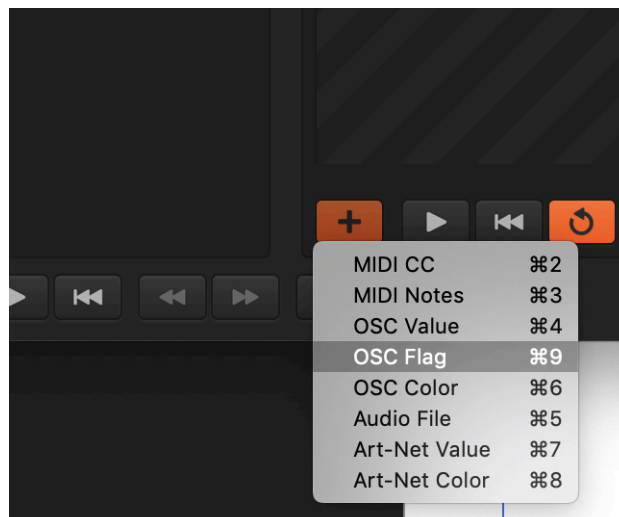 MIDI CC ⌘2
MIDI Notes ⌘3
OSC Value ⌘4
OSC Flag ⌘9
OSC Color ⌘6
Audio File ⌘5
Art-Net Value ⌘7
Art-Net Color ⌘8